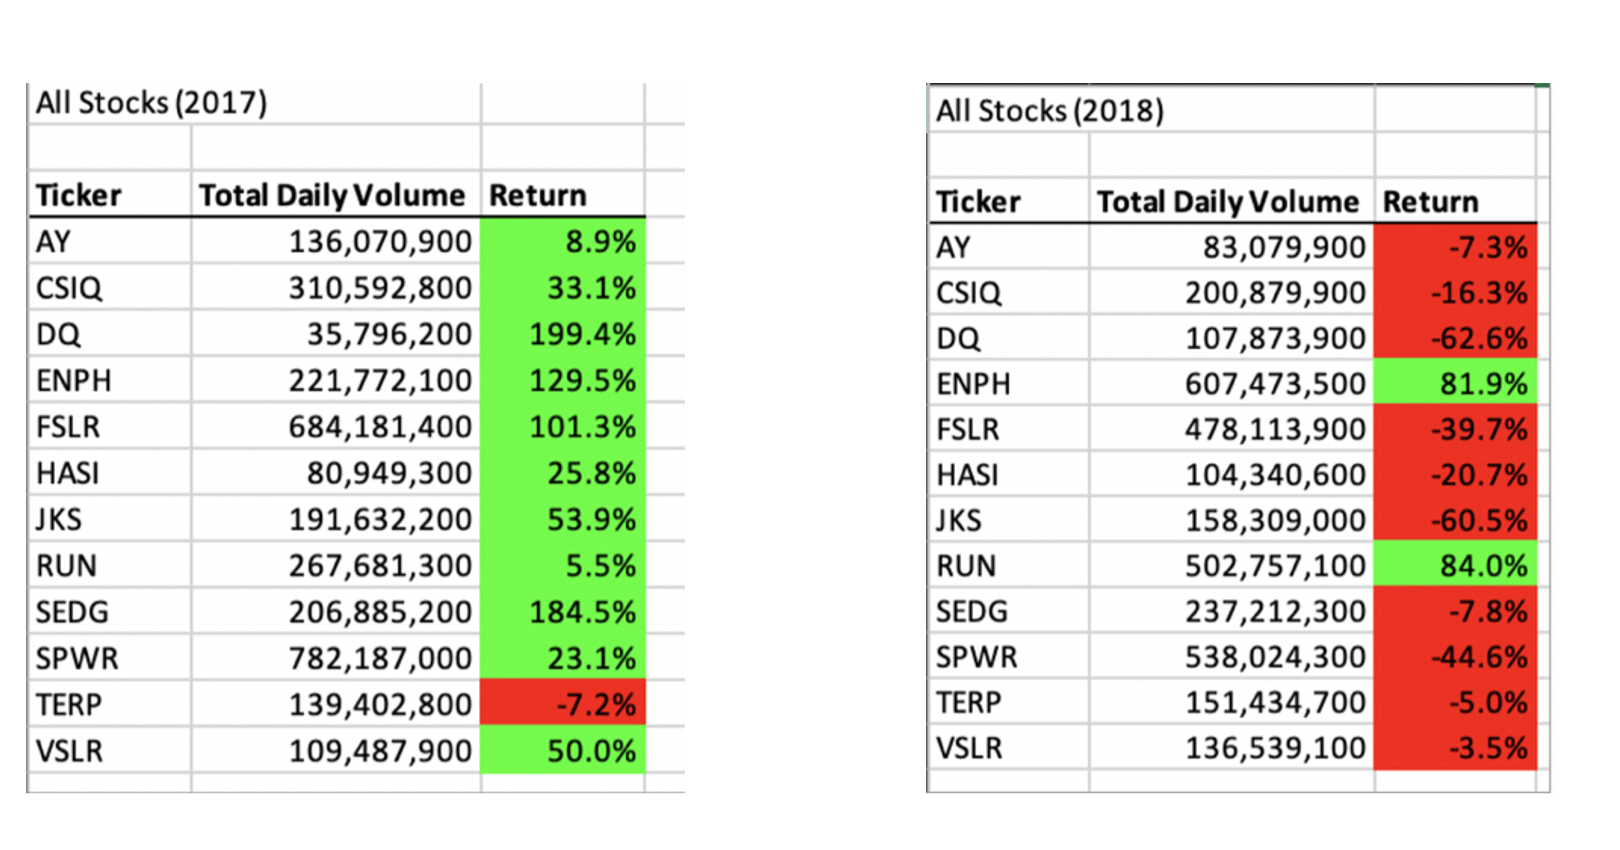 All Stocks (2017)
Ticker Total Daily Volume Return
AY 136,070,900 8.9%
CSIQ 310,592,800 33.1%
DQ 35,796,200 199.4%
ENPH 221,772,100 129.5%
FSLR 684,181,400 101.3%
HASI 80,949,300 25.8%
JKS 191,632,200 53.9%
RUN 267,681,300 5.5%
SEDG 206,885,200 184.5%
SPWR 782,187,000 23.1%
TERP 139,402,800 -7.2%
VSLR 109,487,900 50.0%
All Stocks (2018)
Ticker Total Daily Volume Return
AY 83,079,900 -7.3%
CSIQ 200,879,900 -16.3%
DQ 107,873,900 -62.6%
ENPH 607,473,500 81.9%
FSLR 478,113,900 -39.7%
HASI 104,340,600 -20.7%
JKS 158,309,000 -60.5%
RUN 502,757,100 84.0%
SEDG 237,212,300 -7.8%
SPWR 538,024,300 -44.6%
TERP 151,434,700 -5.0%
VSLR 136,539,100 -3.5%